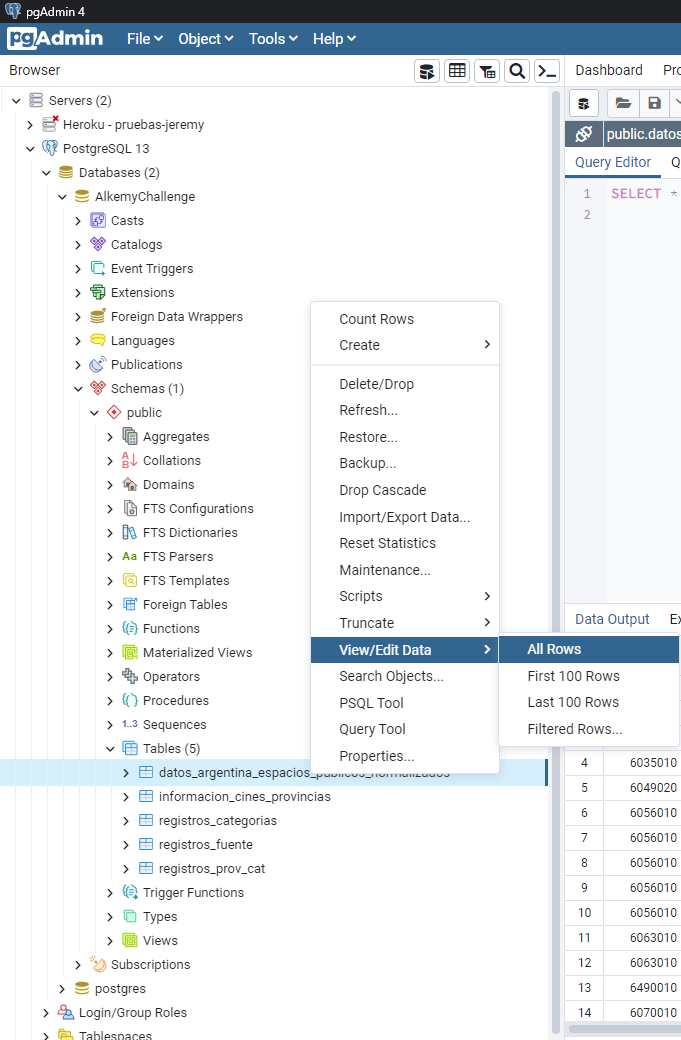 pgAdmin 4
pgAdmin File Object Tools Help
Browser
Dashboard Pro
Servers (2)
Heroku - pruebas-jeremy
PostgreSQL 13
Databases (2)
AlkemyChallenge
Casts
Catalogs
Event Triggers
Extensions
Foreign Data Wrappers
Languages
Publications
Schemas (1)
public
Aggregates
Collations
Domains
FTS Configurations
FTS Dictionaries
Aa FTS Parsers
FTS Templates
Foreign Tables
Functions
Materialized Views
Operators
Procedures
1..3 Sequences
Tables (5)
datos_argentina_espacios_publicos_normalizados
informacion_cines_provincias
registros_categorias
registros_fuente
registros_prov_cat
Trigger Functions
Types
Views
Subscriptions
postgres
Login/Group Roles
Tablespaces
Count Rows
Create
Delete/Drop
Refresh...
Restore...
Backup...
Drop Cascade
Import/Export Data...
Reset Statistics
Maintenance...
Scripts
Truncate
View/Edit Data
Search Objects...
PSQL Tool
Query Tool
Properties...
All Rows
First 100 Rows
Last 100 Rows
Filtered Rows...
public.datos
Query Editor Q
1 SELECT *
2
Data Output Ex
4 6035010
5 6049020
6 6056010
7 6056010
8 6056010
9 6056010
10 6056010
11 6063010
12 6063010
13 6490010
14 6070010